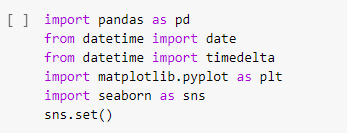 [ ] import pandas as pd
from datetime import date
from datetime import timedelta
import matplotlib.pyplot as plt
import seaborn as sns
sns.set()